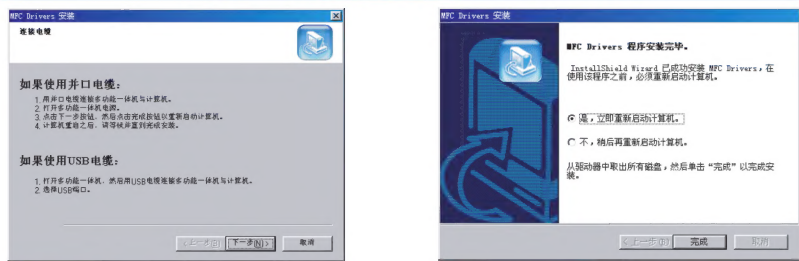 MFC Drivers 安装
连接电缆
如果使用并口电缆：
1. 用并口电缆连接多功能一体机与计算机。
2. 打开多功能一体机电源。
3. 点击下一步按钮，然后点击完成按钮以重新启动计算机。
4. 计算机重启之后，请等候并直到完成安装。
如果使用USB电缆：
1. 打开多功能一体机，然后用USB电缆连接多功能一体机与计算机。
2. 选择USB端口。
<上一步(B) 下一步(N)> 取消
MFC Drivers 安装
MFC Drivers 程序安装完毕。
InstallShield Wizard 已成功安装 MFC Drivers，在
使用该程序之前，必须重新启动计算机。
是，立即重新启动计算机。
不，稍后再重新启动计算机。
从驱动器中取出所有磁盘，然后单击“完成”以完成安
装。
<上一步(B) 完成 取消